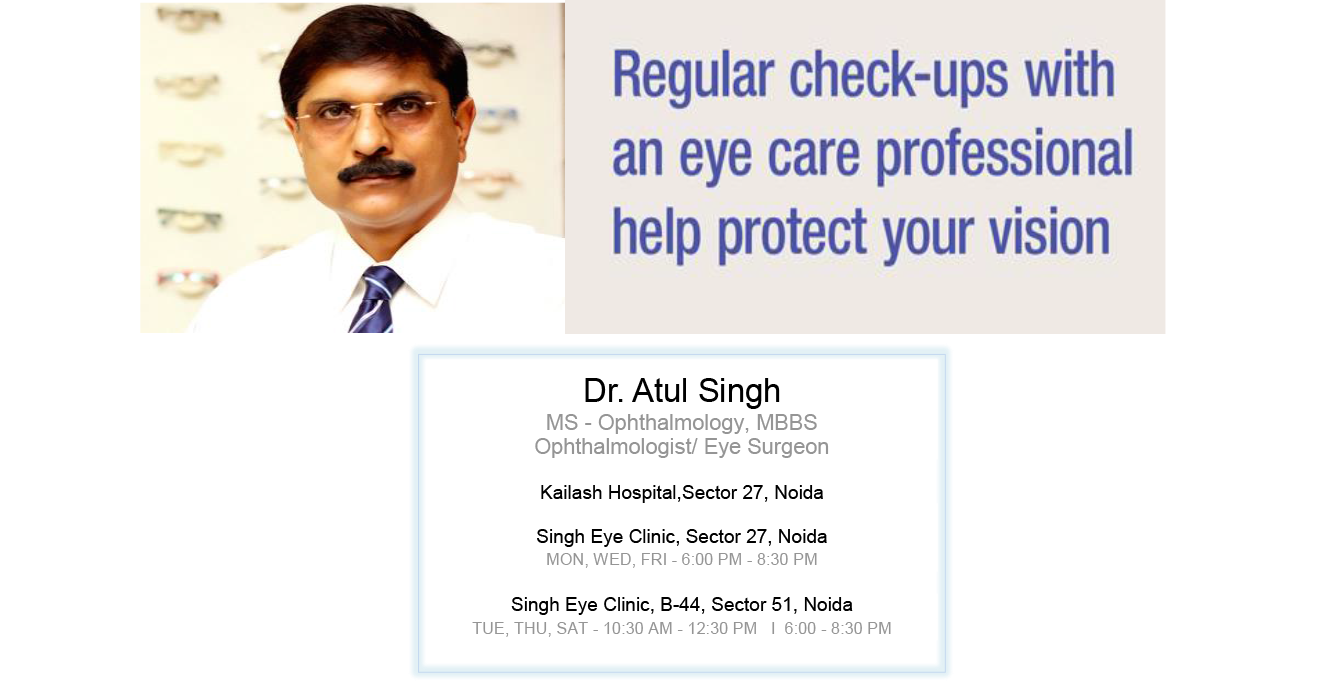 Regular check-ups with
an eye care professional
help protect your vision
Dr. Atul Singh
MS - Ophthalmology, MBBS
Ophthalmologist/ Eye Surgeon
Kailash Hospital,Sector 27, Noida
Singh Eye Clinic, Sector 27, Noida
MON, WED, FRI - 6:00 PM - 8:30 PM
Singh Eye Clinic, B-44, Sector 51, Noida
TUE, THU, SAT - 10:30 AM - 12:30 PM I 6:00 - 8:30 PM